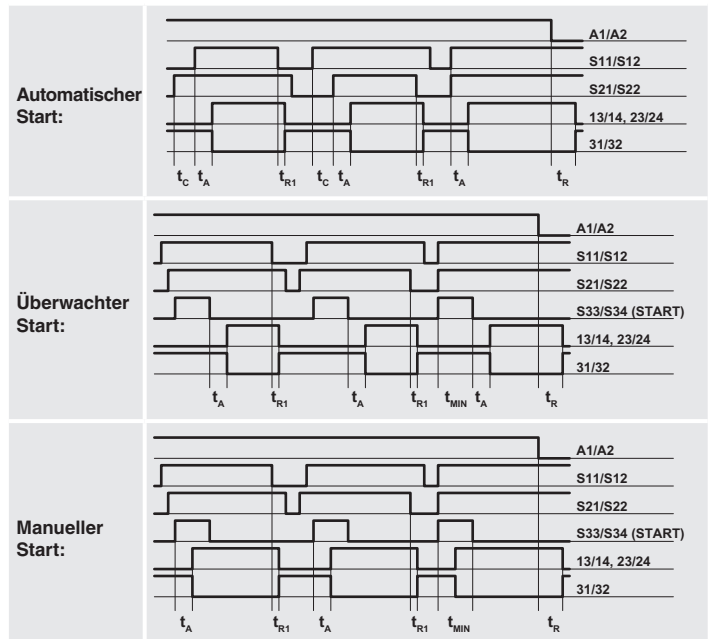 Automatischer
Start:
A1/A2
S11/S12
S21/S22
13/14, 23/24
31/32
tC tA tR1 tC tA tR1 tA tR
Überwachter
Start:
A1/A2
S11/S12
S21/S22
S33/S34 (START)
13/14, 23/24
31/32
tA tR1 tA tR1 tMIN tA tR
Manueller
Start:
A1/A2
S11/S12
S21/S22
S33/S34 (START)
13/14, 23/24
31/32
tA tR1 tA tR1 tMIN tR